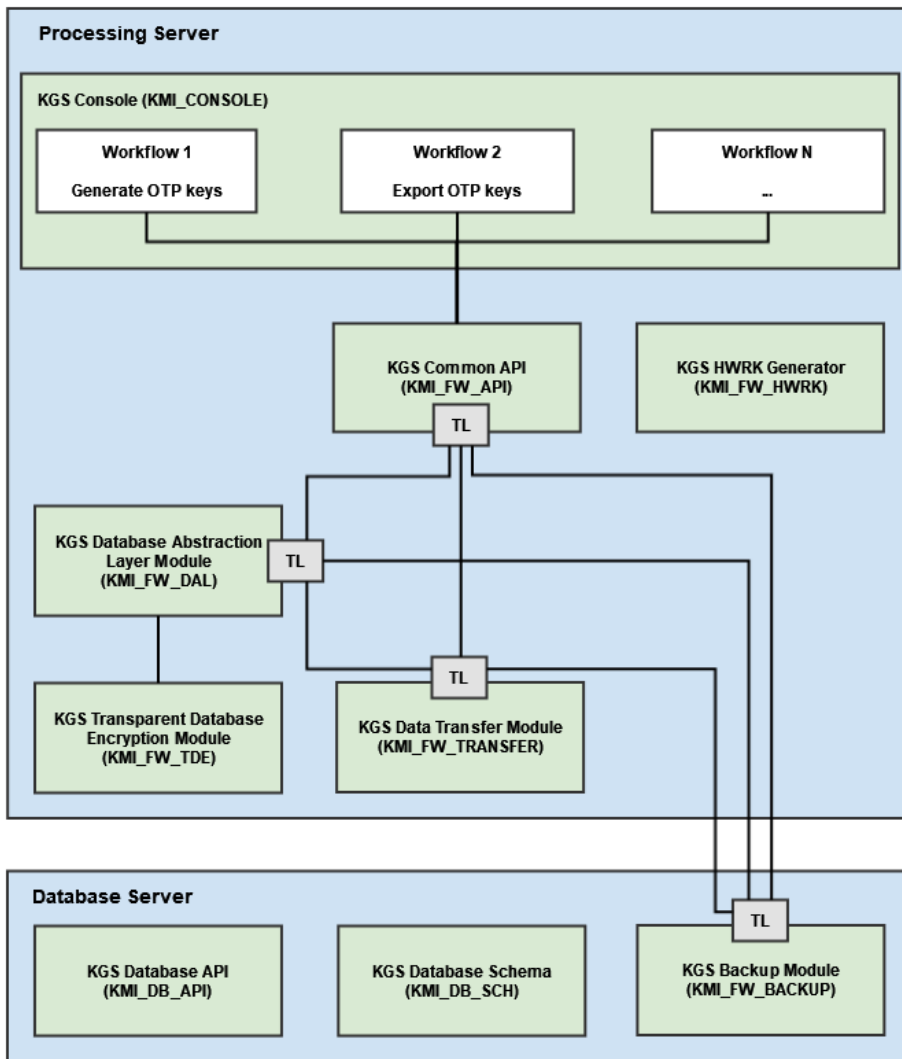 Processing Server
KGS Console (KMI_CONSOLE)
Workflow 1
Generate OTP keys
Workflow 2
Export OTP keys
Workflow N
...
KGS Common API
(KMI_FW_API)
TL
KGS HWRK Generator
(KMI_FW_HWRK)
KGS Database Abstraction
Layer Module
(KMI_FW_DAL)
TL
KGS Transparent Database
Encryption Module
(KMI_FW_TDE)
TL
KGS Data Transfer Module
(KMI_FW_TRANSFER)
Database Server
KGS Database API
(KMI_DB_API)
KGS Database Schema
(KMI_DB_SCH)
TL
KGS Backup Module
(KMI_FW_BACKUP)